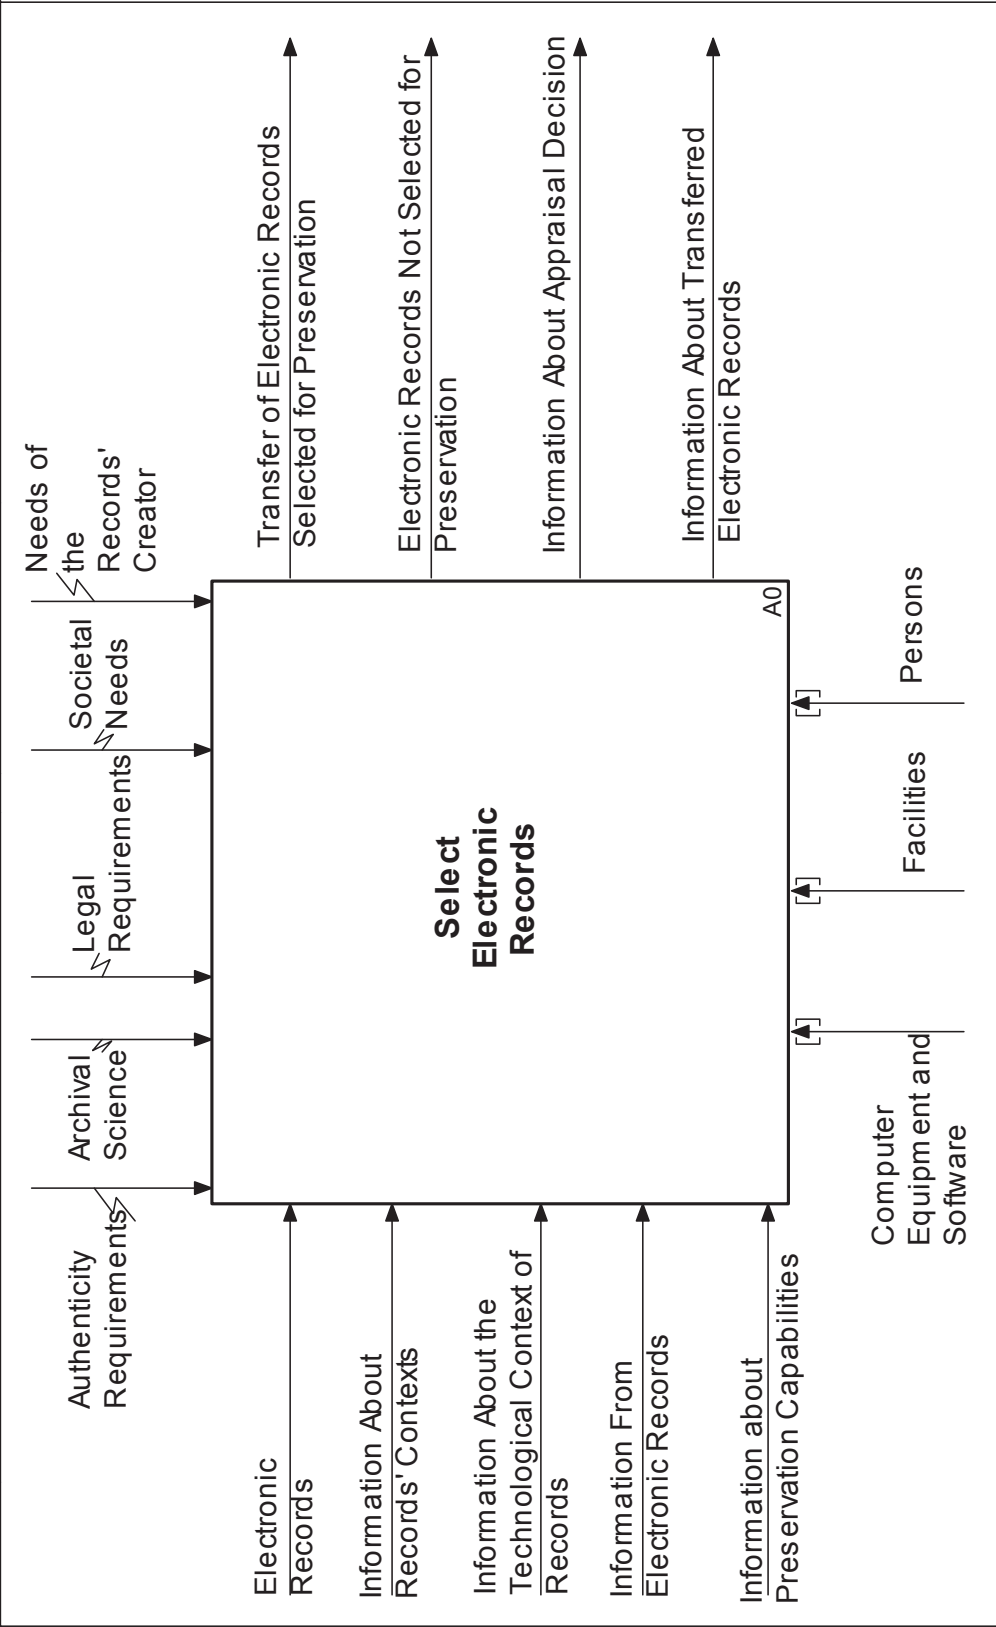 Authenticity
Requirements
Archival
Science
Legal
Requirements
Societal
Needs
Needs of
the
Records'
Creator
Electronic
Records
Information About
Records' Contexts
Information About the
Technological Context of
Records
Information From
Electronic Records
Information about
Preservation Capabilities
Select
Electronic
Records
A0
Transfer of Electronic Records
Selected for Preservation
Electronic Records Not Selected for
Preservation
Information About Appraisal Decision
Information About Transferred
Electronic Records
Computer
Equipment and
Software
Facilities
Persons